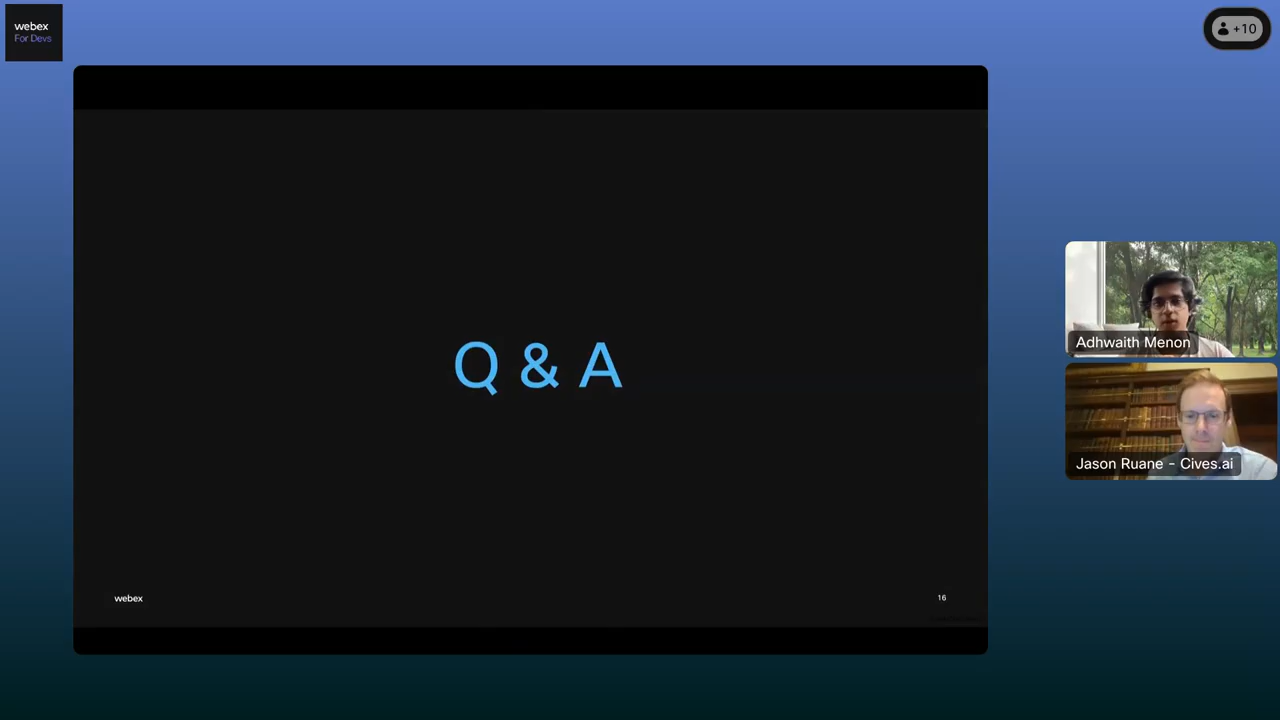 webex
For Devs
+10
Q & A
Adhwaith Menon
Jason Ruane - Cives.ai
webex
16